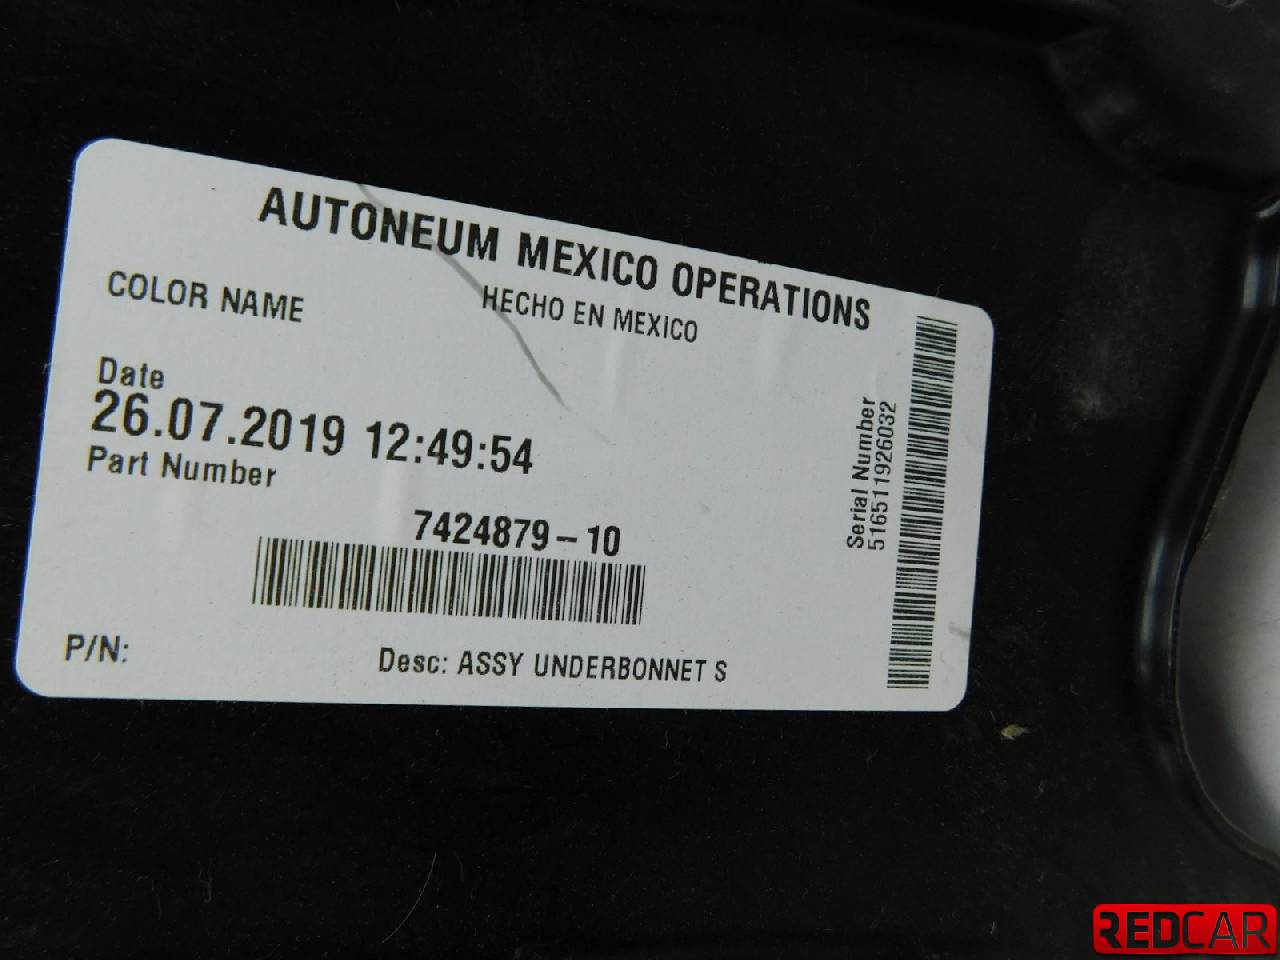 AUTONEUM MEXICO OPERATIONS
HECHO EN MEXICO
COLOR NAME
Date
26.07.2019 12:49:54
Part Number
7424879-10
P/N:
Desc: ASSY UNDERBONNET S
Serial Number
516511926032
REDCAR